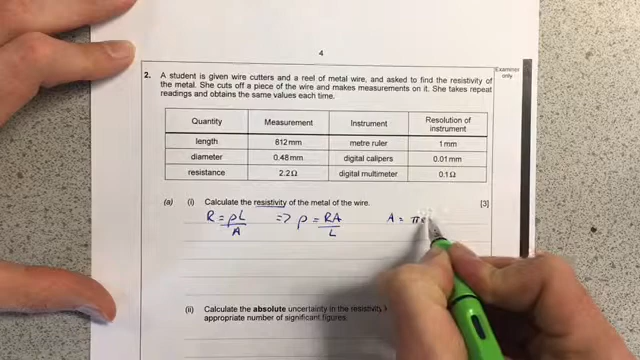 4
Examiner
only
2. A student is given wire cutters and a reel of metal wire, and asked to find the resistivity of
the metal. She cuts off a piece of the wire and makes measurements on it. She takes repeat
readings and obtains the same values each time.
Quantity Measurement Instrument Resolution of instrument
length 812 mm metre ruler 1 mm
diameter 0.48 mm digital calipers 0.01 mm
resistance 2.2 Ω digital multimeter 0.1 Ω
(a) (i) Calculate the resistivity of the metal of the wire. [3]
R = ρL/A ⇒ ρ = RA/L A = π
(ii) Calculate the absolute uncertainty in the resistivity
appropriate number of significant figures.